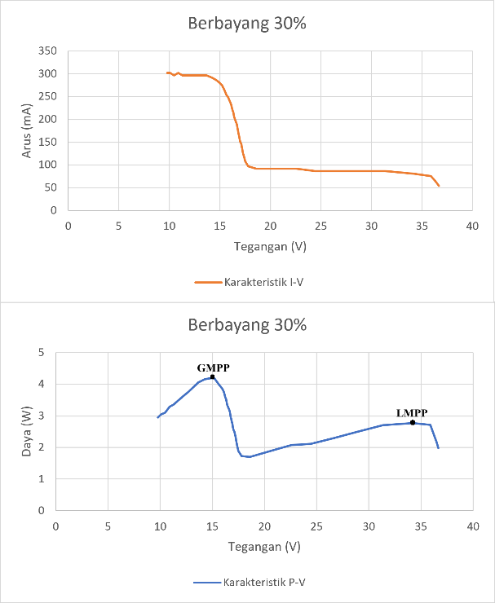 Berbayang 30%
350
300
250
200
150
100
50
0
Arus (mA)
0 5 10 15 20 25 30 35 40
Tegangan (V)
Karakteristik I-V
Berbayang 30%
5
4
3
2
1
0
Daya (W)
GMPP
LMPP
0 5 10 15 20 25 30 35 40
Tegangan (V)
Karakteristik P-V